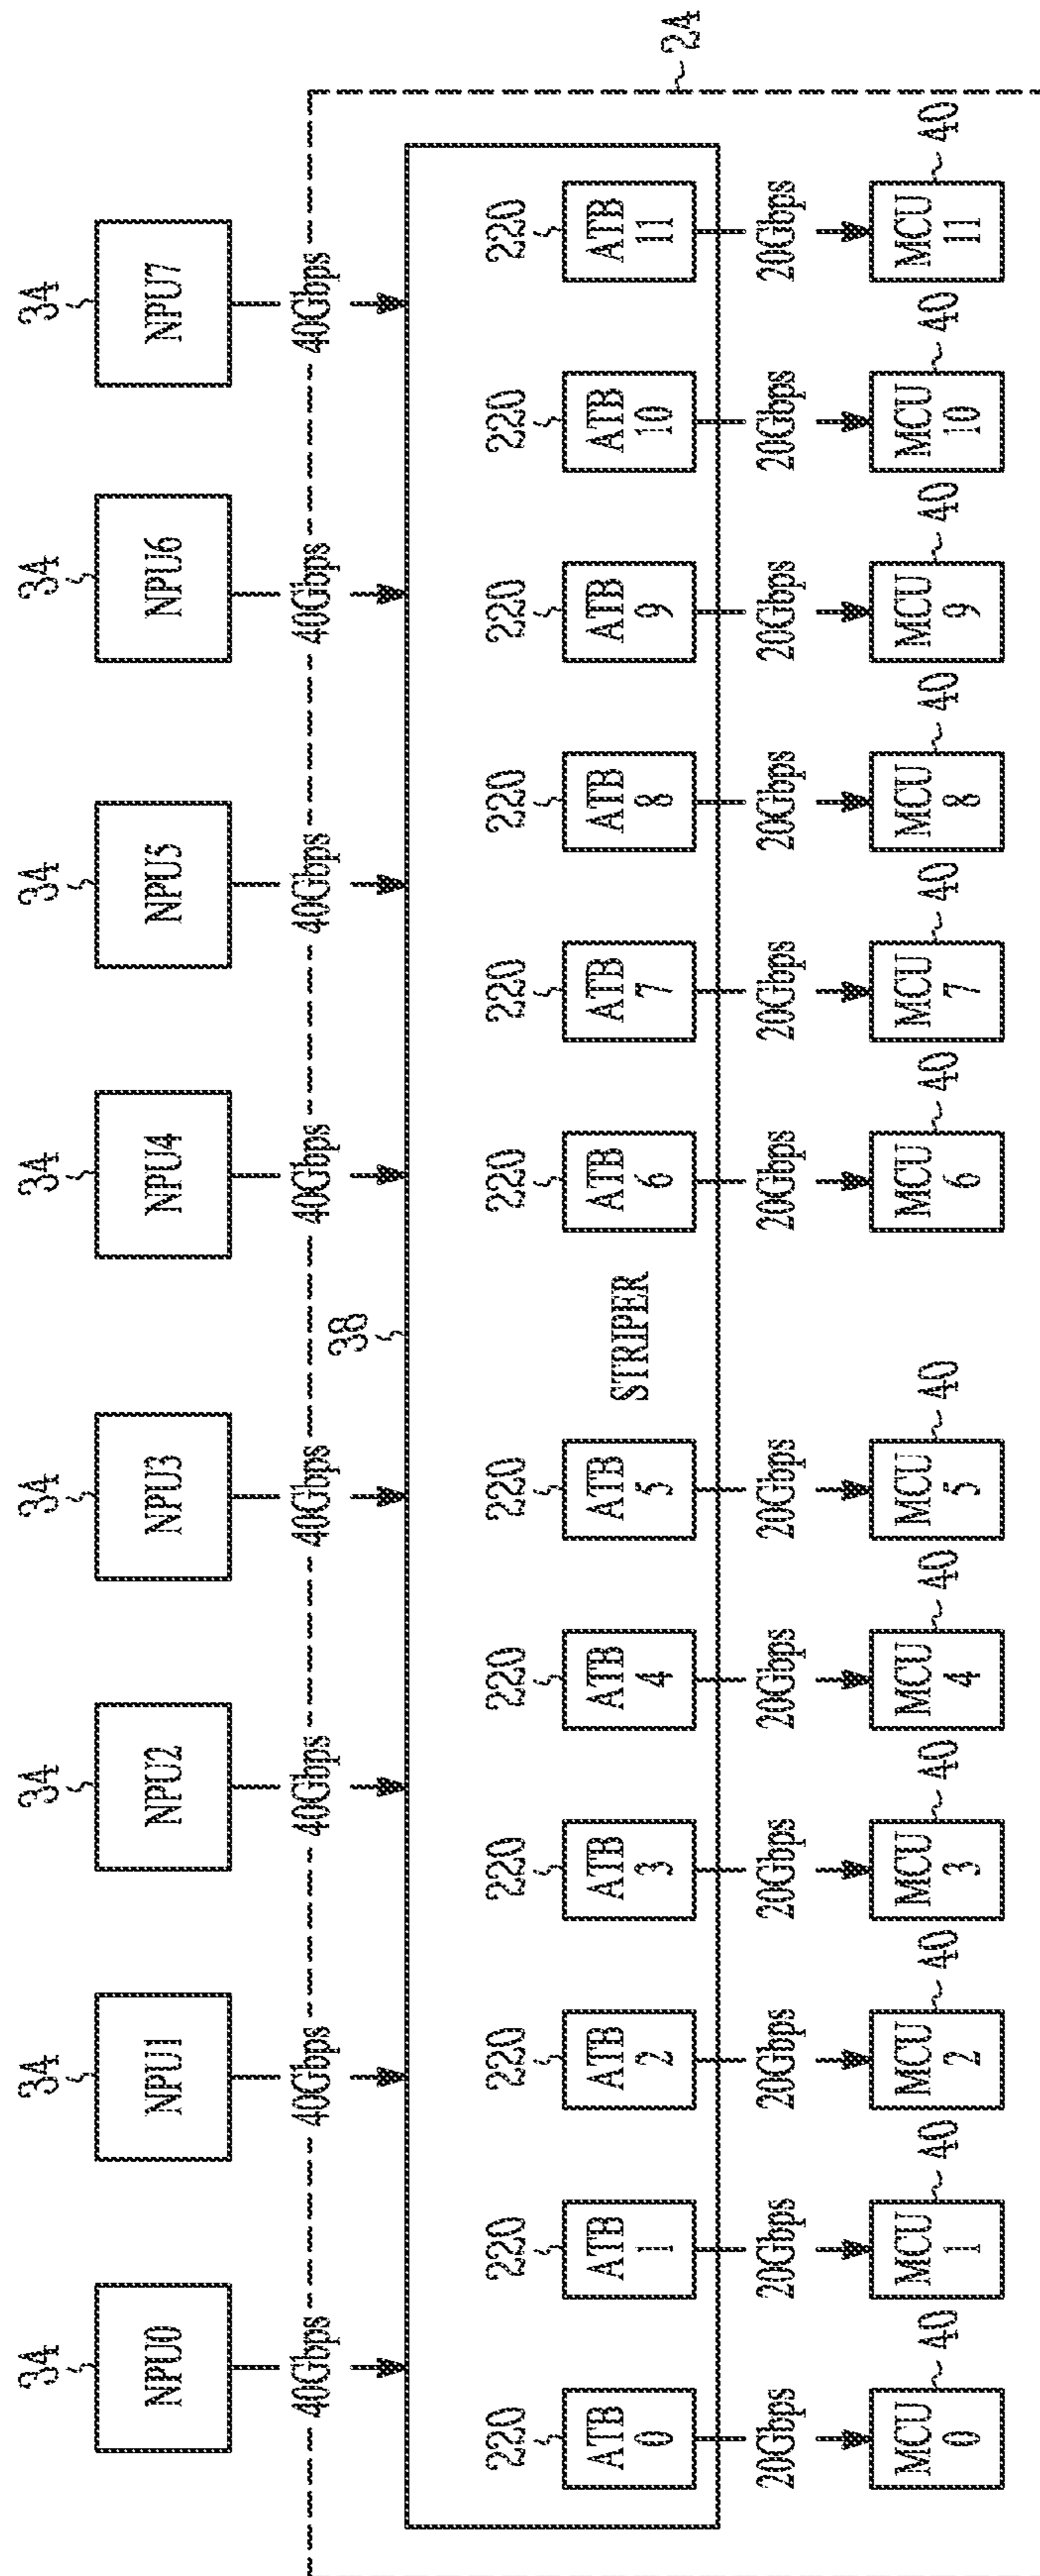 34 34 34 34 34 34 34 34
NPU0 NPU1 NPU2 NPU3 NPU4 NPU5 NPU6 NPU7
40Gbps 40Gbps 40Gbps 40Gbps 40Gbps 40Gbps 40Gbps 40Gbps
38
220 220 220 220 220 220 220 220 220 220 220 220
ATB ATB ATB ATB ATB ATB STRIPER ATB ATB ATB ATB ATB ATB
0 1 2 3 4 5 6 7 8 9 10 11
24
20Gbps 20Gbps 20Gbps 20Gbps 20Gbps 20Gbps 20Gbps 20Gbps 20Gbps 20Gbps 20Gbps 20Gbps
MCU MCU MCU MCU MCU MCU MCU MCU MCU MCU MCU MCU
0 40 1 40 2 40 3 40 4 40 5 40 6 40 7 40 8 40 9 40 10 40 11 40